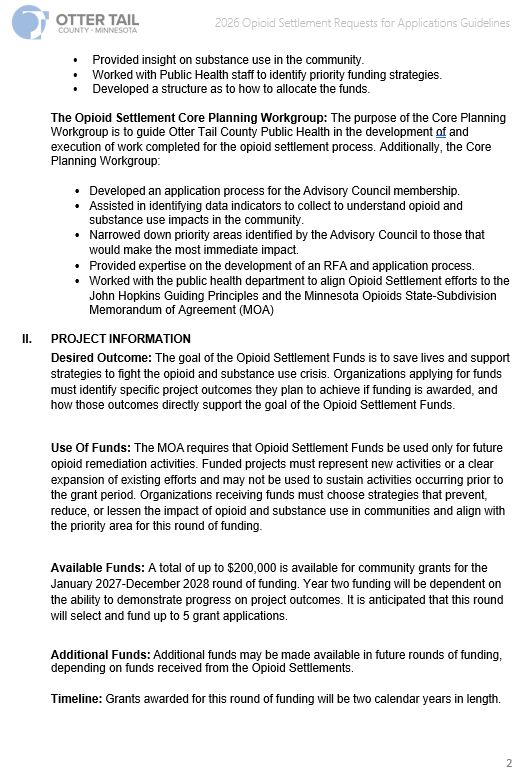 OTTER TAIL
COUNTY - MINNESOTA
2026 Opioid Settlement Requests for Applications Guidelines
• Provided insight on substance use in the community.
• Worked with Public Health staff to identify priority funding strategies.
• Developed a structure as to how to allocate the funds.
The Opioid Settlement Core Planning Workgroup: The purpose of the Core Planning
Workgroup is to guide Otter Tail County Public Health in the development of and
execution of work completed for the opioid settlement process. Additionally, the Core
Planning Workgroup:
• Developed an application process for the Advisory Council membership.
• Assisted in identifying data indicators to collect to understand opioid and
substance use impacts in the community.
• Narrowed down priority areas identified by the Advisory Council to those that
would make the most immediate impact.
• Provided expertise on the development of an RFA and application process.
• Worked with the public health department to align Opioid Settlement efforts to the
John Hopkins Guiding Principles and the Minnesota Opioids State-Subdivision
Memorandum of Agreement (MOA)
II. PROJECT INFORMATION
Desired Outcome: The goal of the Opioid Settlement Funds is to save lives and support
strategies to fight the opioid and substance use crisis. Organizations applying for funds
must identify specific project outcomes they plan to achieve if funding is awarded, and
how those outcomes directly support the goal of the Opioid Settlement Funds.
Use Of Funds: The MOA requires that Opioid Settlement Funds be used only for future
opioid remediation activities. Funded projects must represent new activities or a clear
expansion of existing efforts and may not be used to sustain activities occurring prior to
the grant period. Organizations receiving funds must choose strategies that prevent,
reduce, or lessen the impact of opioid and substance use in communities and align with
the priority area for this round of funding.
Available Funds: A total of up to $200,000 is available for community grants for the
January 2027-December 2028 round of funding. Year two funding will be dependent on
the ability to demonstrate progress on project outcomes. It is anticipated that this round
will select and fund up to 5 grant applications.
Additional Funds: Additional funds may be made available in future rounds of funding,
depending on funds received from the Opioid Settlements.
Timeline: Grants awarded for this round of funding will be two calendar years in length.
2